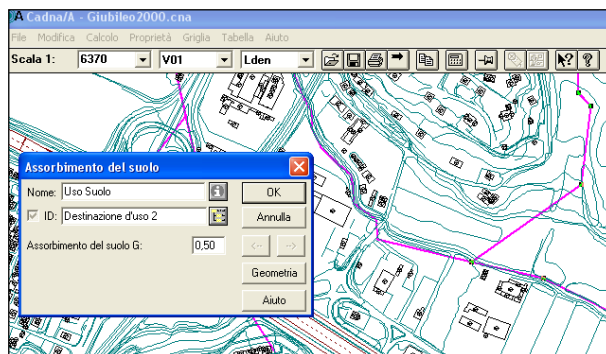 Cadna/A - Giubileo2000.cna
File Modifica Calcolo Proprietà Griglia Tabella Aiuto
Scala 1: 6370 V01 Lden
Assorbimento del suolo
Nome: Uso Suolo OK
ID: Destinazione d'uso 2 Annulla
Assorbimento del suolo G: 0,50 <-- -->
Geometria
Aiuto